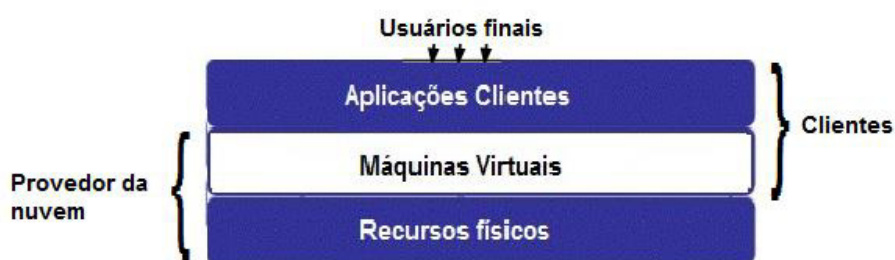 Usuários finais
Aplicações Clientes
Clientes
Máquinas Virtuais
Provedor da
nuvem
Recursos físicos